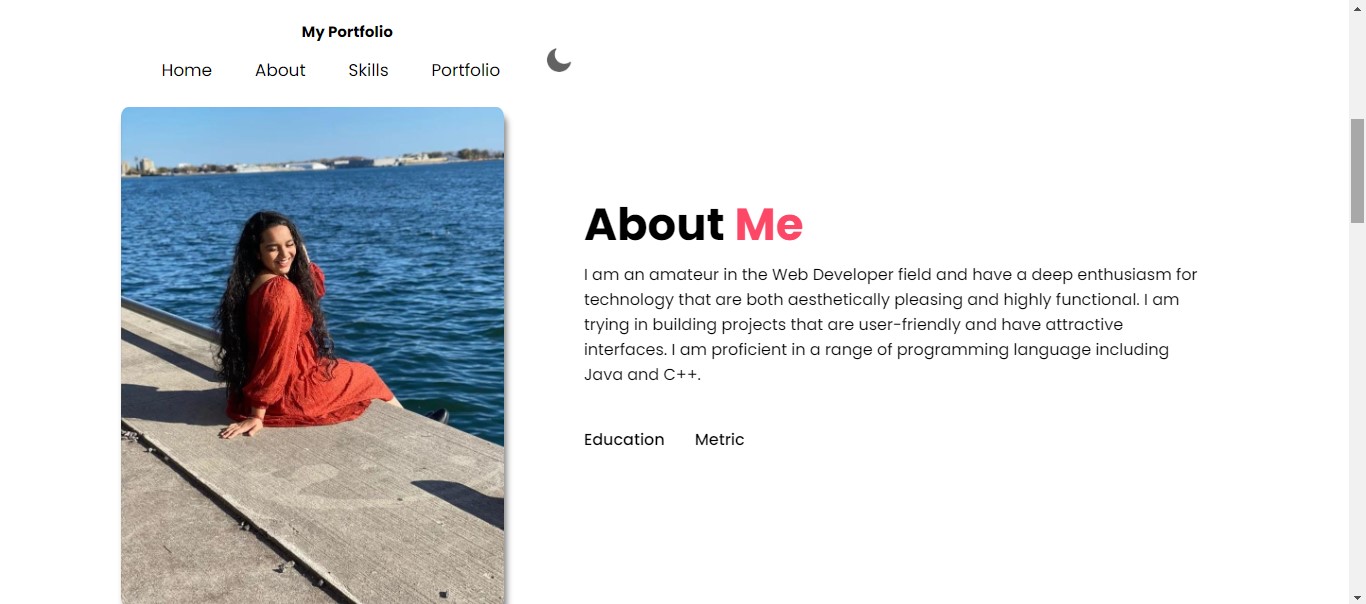 My Portfolio
Home About Skills Portfolio
About Me
I am an amateur in the Web Developer field and have a deep enthusiasm for
technology that are both aesthetically pleasing and highly functional. I am
trying in building projects that are user-friendly and have attractive
interfaces. I am proficient in a range of programming language including
Java and C++.
Education Metric